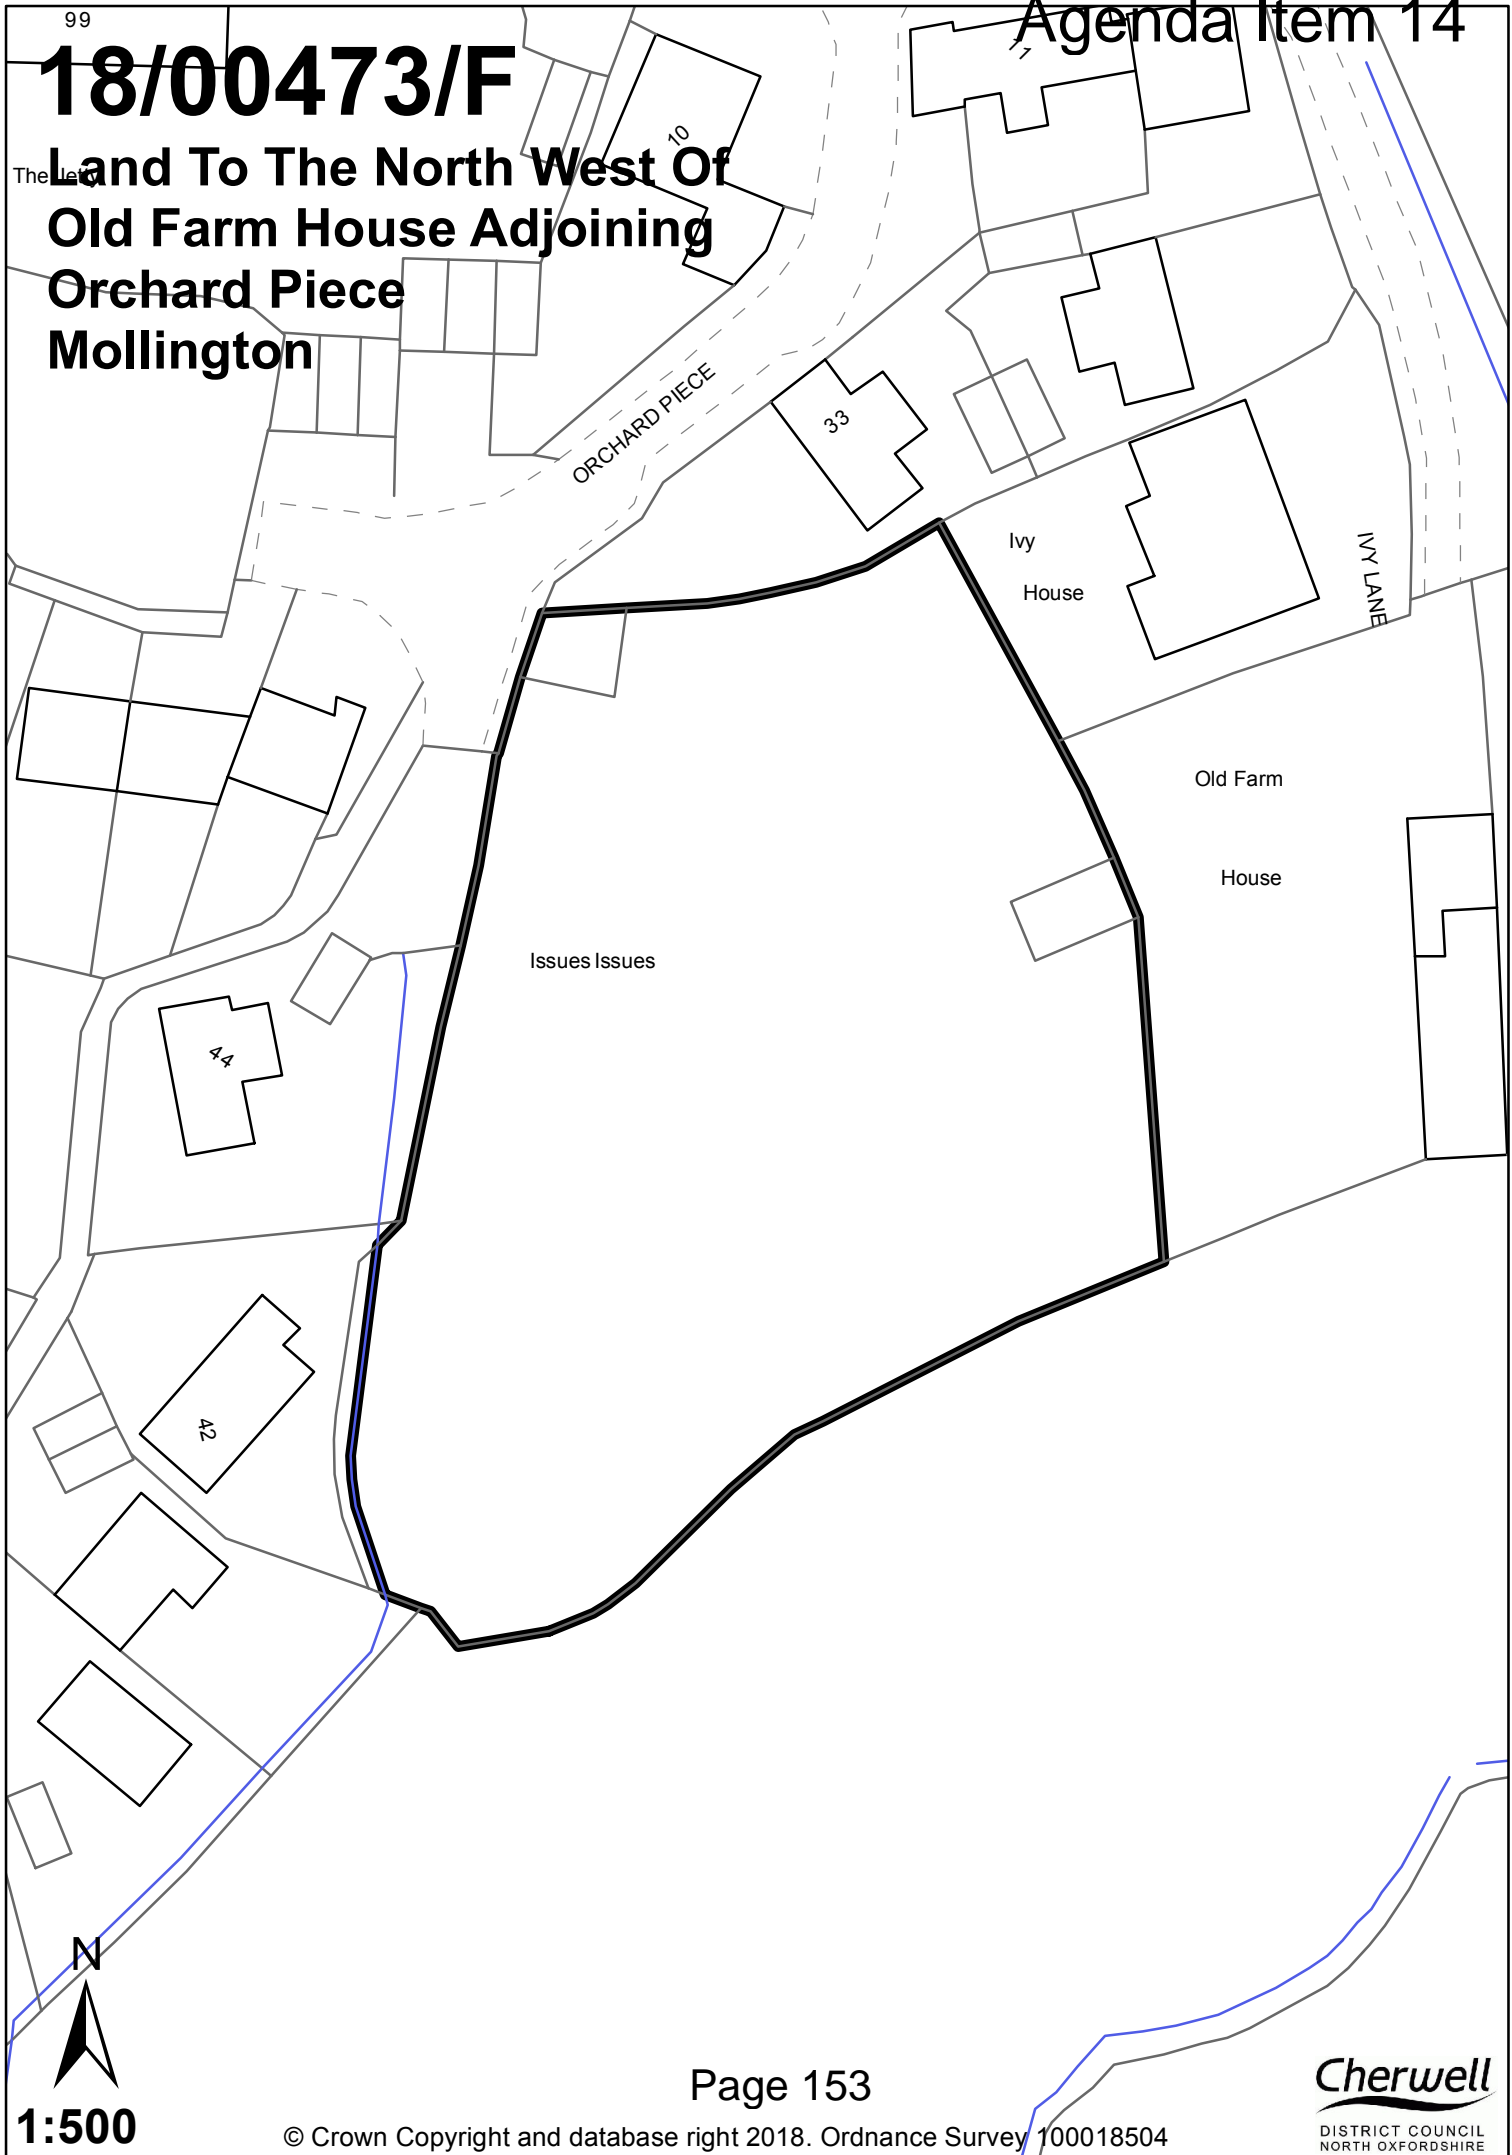 Agenda Item 14
99
18/00473/F
The Jetty
Land To The North West Of
Old Farm House Adjoining
Orchard Piece
Mollington
11
10
ORCHARD PIECE
33
Ivy
House
IVY LANE
Old Farm
House
Issues Issues
44
42
N
1:500
Page 153
© Crown Copyright and database right 2018. Ordnance Survey 100018504
Cherwell
DISTRICT COUNCIL
NORTH OXFORDSHIRE